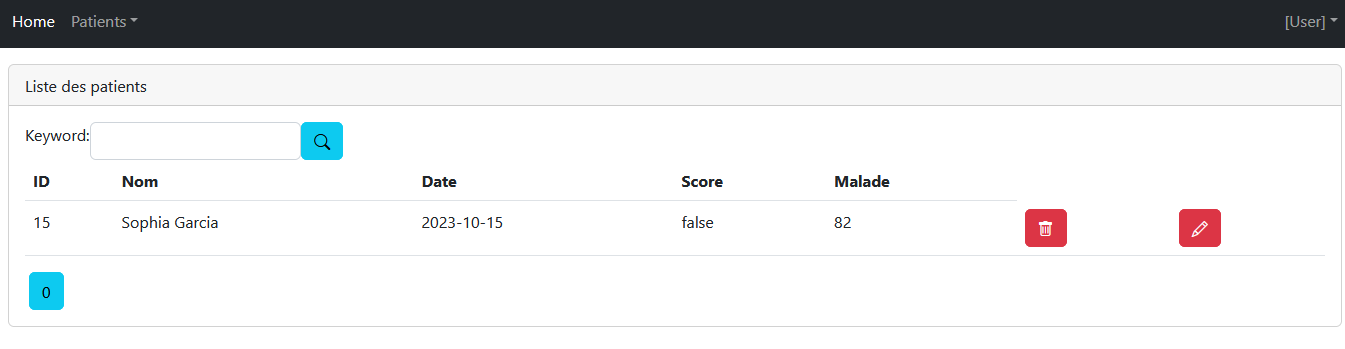 Home Patients [User]
Liste des patients
Keyword:
ID Nom Date Score Malade
15 Sophia Garcia 2023-10-15 false 82
0